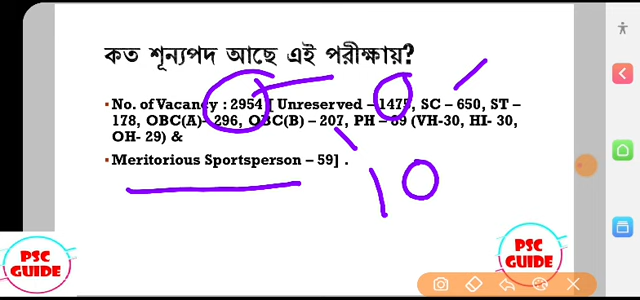 কত শূন্যপদ আছে এই পরীক্ষায়?
No. of Vacancy : 2954 [ Unreserved – 1475, SC – 650, ST –
178, OBC(A)- 296, OBC(B) – 207, PH – 89 (VH-30, HI- 30,
OH- 29) &
Meritorious Sportsperson – 59] .
10
PSC
GUIDE
PSC
GUIDE